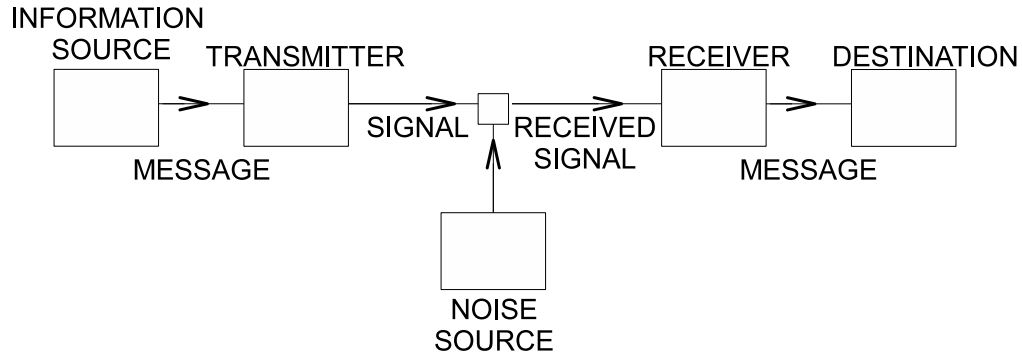 INFORMATION
SOURCE
TRANSMITTER
RECEIVER
DESTINATION
SIGNAL
RECEIVED
SIGNAL
MESSAGE
MESSAGE
NOISE
SOURCE